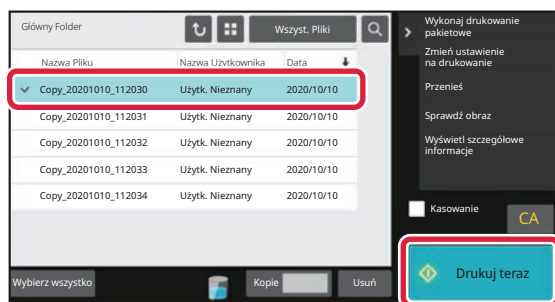 Główny Folder
Wszyst. Pliki
Nazwa Pliku Nazwa Użytkownika Data
Copy_20201010_112030 Użytk. Nieznany 2020/10/10
Copy_20201010_112031 Użytk. Nieznany 2020/10/10
Copy_20201010_112032 Użytk. Nieznany 2020/10/10
Copy_20201010_112033 Użytk. Nieznany 2020/10/10
Copy_20201010_112034 Użytk. Nieznany 2020/10/10
Wybierz wszystko Kopie Usuń
Wykonaj drukowanie
pakietowe
Zmień ustawienie
na drukowanie
Przenieś
Sprawdź obraz
Wyświetl szczegółowe
informacje
Kasowanie
CA
Drukuj teraz